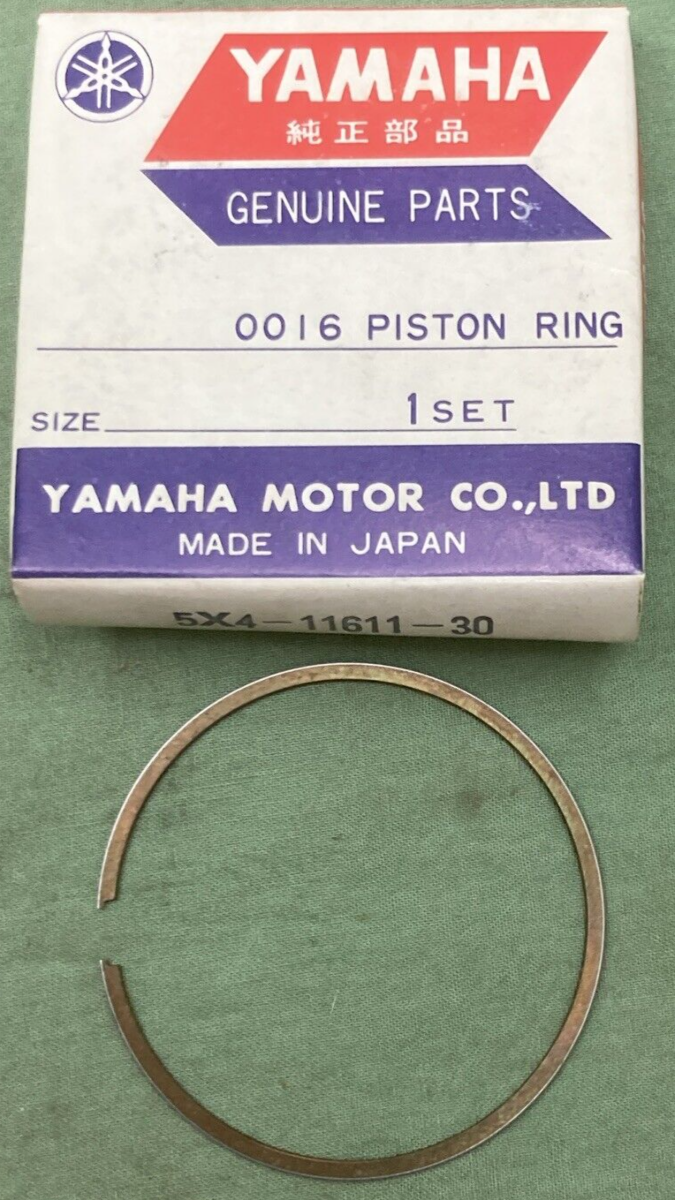 YAMAHA
純正部品
GENUINE PARTS
0016 PISTON RING
SIZE 1 SET
YAMAHA MOTOR CO.,LTD
MADE IN JAPAN
5X4-11611-30